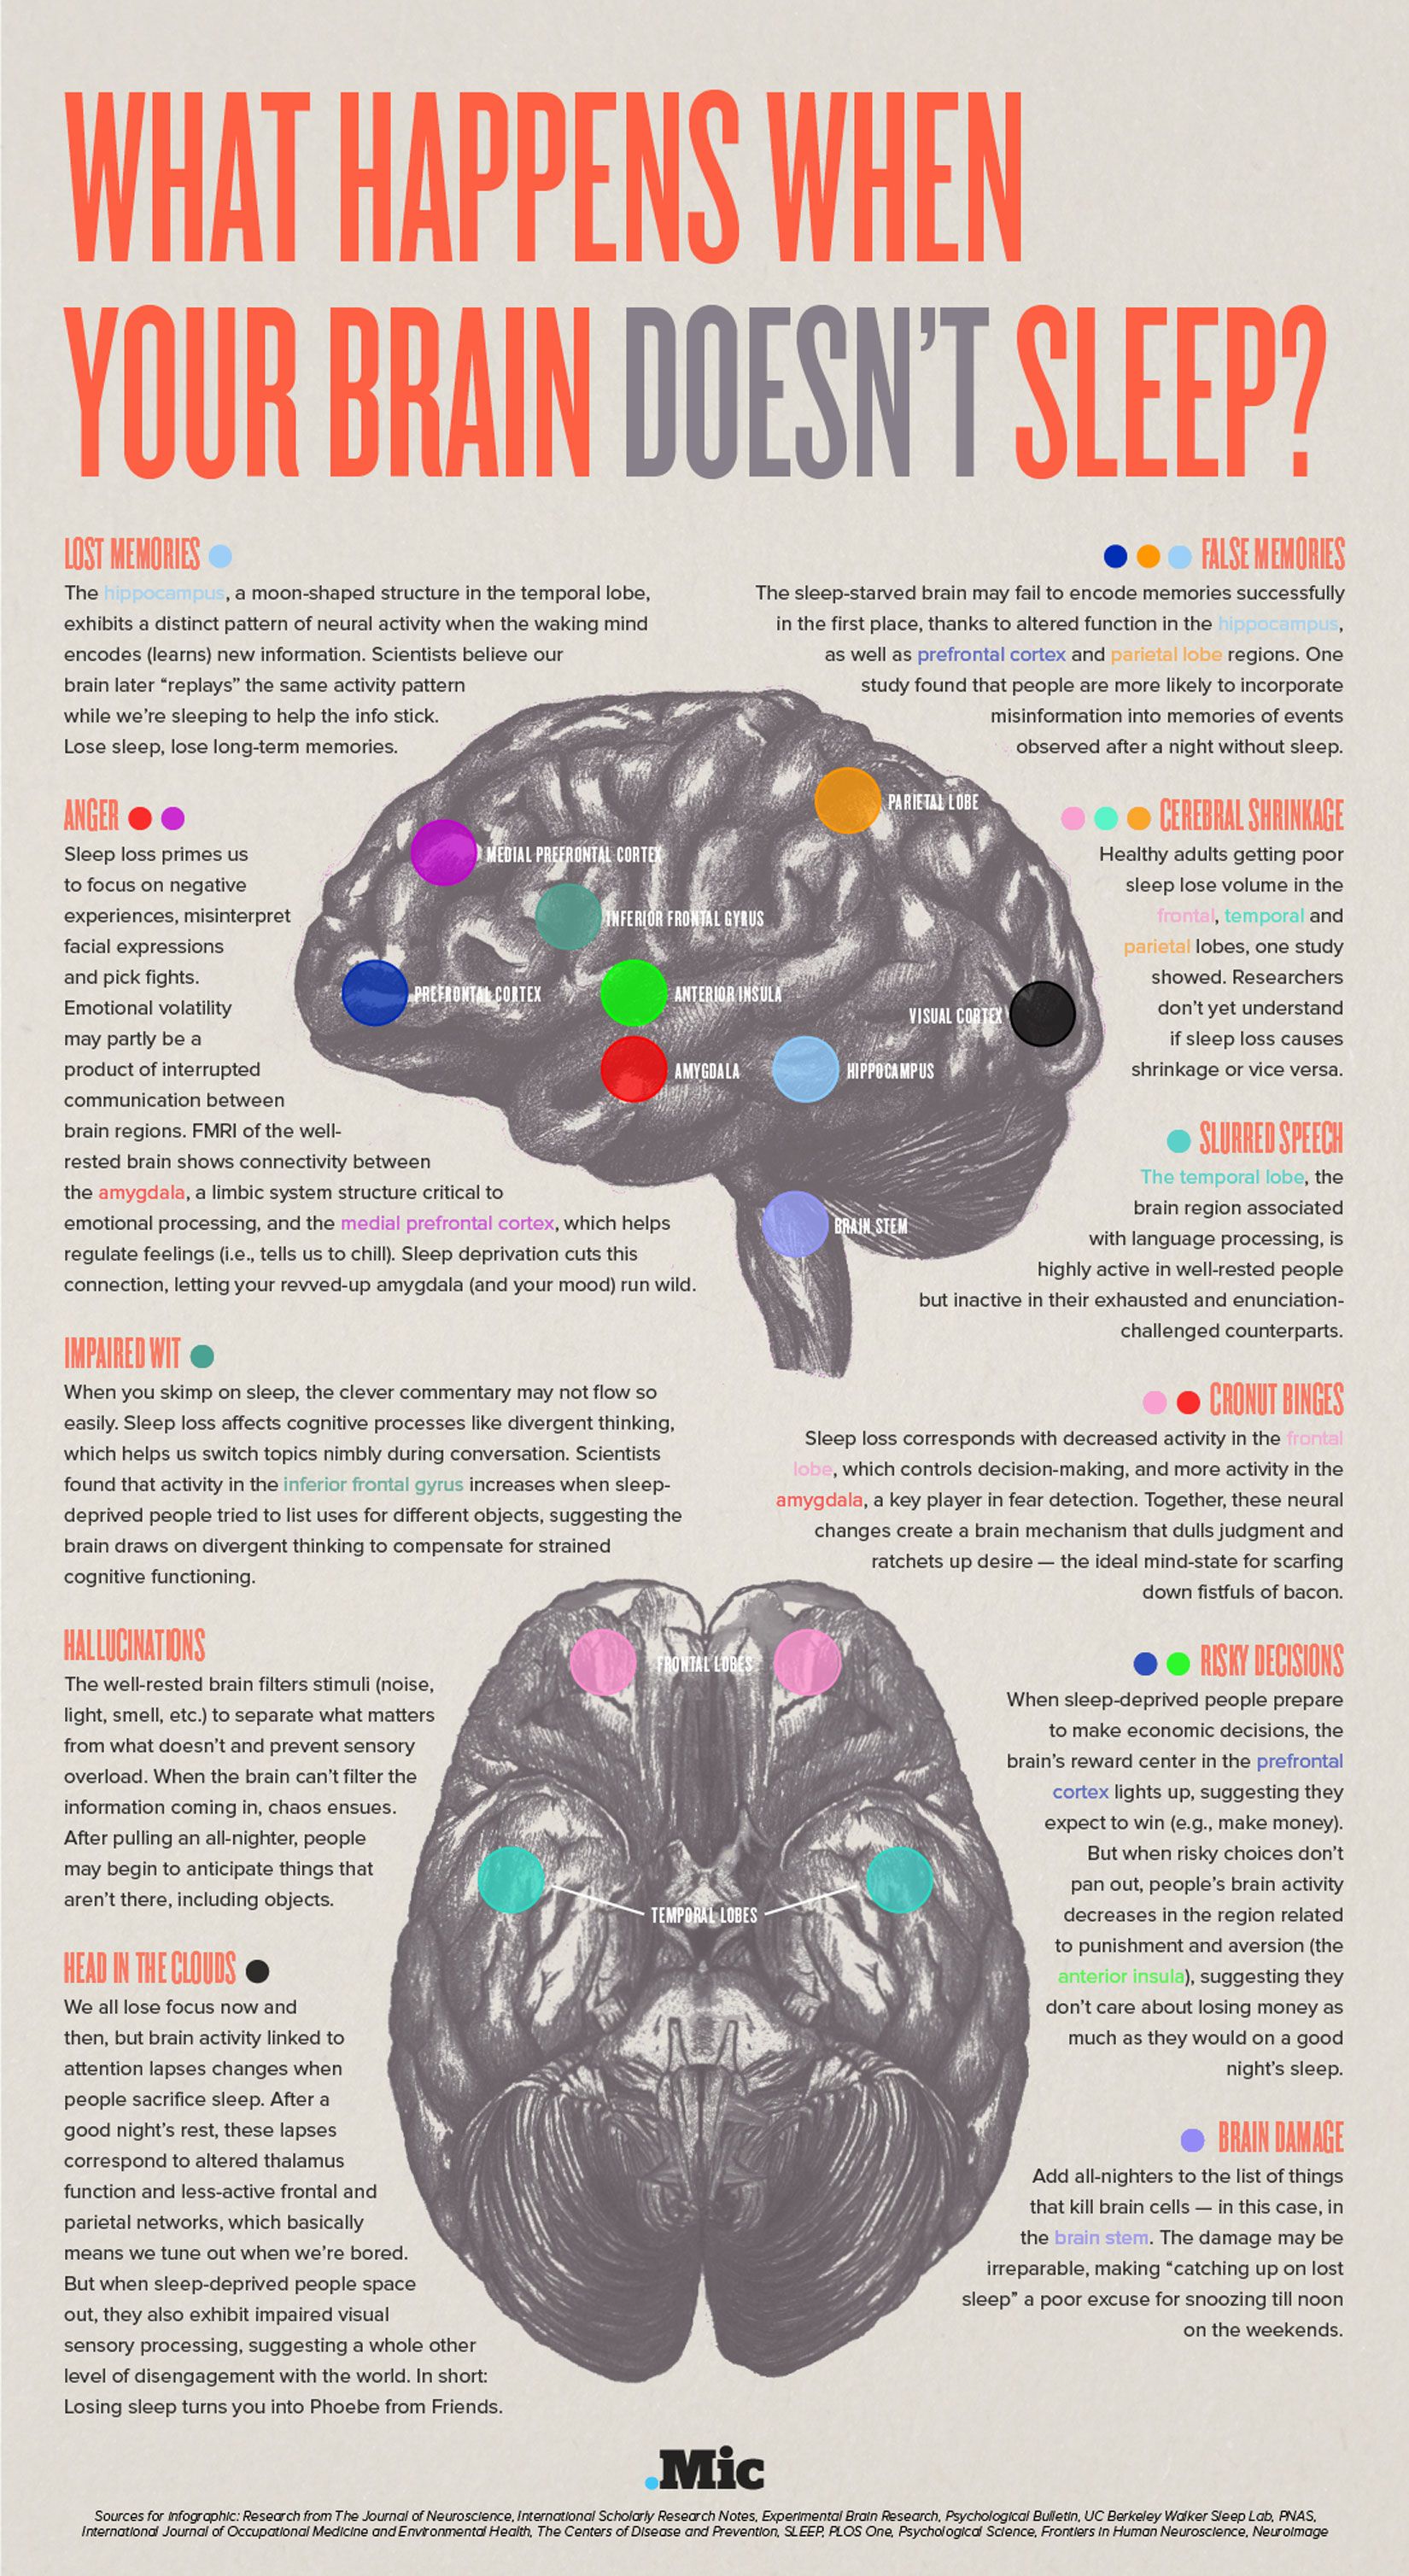 WHAT HAPPENS WHEN
YOUR BRAIN DOESN'T SLEEP?
LOST MEMORIES
The hippocampus, a moon-shaped structure in the temporal lobe,
exhibits a distinct pattern of neural activity when the waking mind
encodes (learns) new information. Scientists believe our
brain later “replays” the same activity pattern
while we're sleeping to help the info stick.
Lose sleep, lose long-term memories.
FALSE MEMORIES
The sleep-starved brain may fail to encode memories successfully
in the first place, thanks to altered function in the hippocampus,
as well as prefrontal cortex and parietal lobe regions. One
study found that people are more likely to incorporate
misinformation into memories of events
observed after a night without sleep.
ANGER
Sleep loss primes us
to focus on negative
experiences, misinterpret
facial expressions
and pick fights.
Emotional volatility
may partly be a
product of interrupted
communication between
brain regions. FMRI of the well-
rested brain shows connectivity between
the amygdala, a limbic system structure critical to
emotional processing, and the medial prefrontal cortex, which helps
regulate feelings (i.e., tells us to chill). Sleep deprivation cuts this
connection, letting your revved-up amygdala (and your mood) run wild.
PARIETAL LOBE
MEDIAL PREFRONTAL CORTEX
INFERIOR FRONTAL GYRUS
PREFRONTAL CORTEX
ANTERIOR INSULA
VISUAL CORTEX
AMYGDALA
HIPPOCAMPUS
BRAIN STEM
CEREBRAL SHRINKAGE
Healthy adults getting poor
sleep lose volume in the
frontal, temporal and
parietal lobes, one study
showed. Researchers
don't yet understand
if sleep loss causes
shrinkage or vice versa.
SLURRED SPEECH
The temporal lobe, the
brain region associated
with language processing, is
highly active in well-rested people
but inactive in their exhausted and enunciation-
challenged counterparts.
IMPAIRED WIT
When you skimp on sleep, the clever commentary may not flow so
easily. Sleep loss affects cognitive processes like divergent thinking,
which helps us switch topics nimbly during conversation. Scientists
found that activity in the inferior frontal gyrus increases when sleep-
deprived people tried to list uses for different objects, suggesting the
brain draws on divergent thinking to compensate for strained
cognitive functioning.
CRONUT BINGES
Sleep loss corresponds with decreased activity in the frontal
lobe, which controls decision-making, and more activity in the
amygdala, a key player in fear detection. Together, these neural
changes create a brain mechanism that dulls judgment and
ratchets up desire — the ideal mind-state for scarfing
down fistfuls of bacon.
HALLUCINATIONS
The well-rested brain filters stimuli (noise,
light, smell, etc.) to separate what matters
from what doesn't and prevent sensory
overload. When the brain can't filter the
information coming in, chaos ensues.
After pulling an all-nighter, people
may begin to anticipate things that
aren't there, including objects.
FRONTAL LOBES
TEMPORAL LOBES
RISKY DECISIONS
When sleep-deprived people prepare
to make economic decisions, the
brain's reward center in the prefrontal
cortex lights up, suggesting they
expect to win (e.g., make money).
But when risky choices don't
pan out, people's brain activity
decreases in the region related
to punishment and aversion (the
anterior insula), suggesting they
don't care about losing money as
much as they would on a good
night's sleep.
HEAD IN THE CLOUDS
We all lose focus now and
then, but brain activity linked to
attention lapses changes when
people sacrifice sleep. After a
good night's rest, these lapses
correspond to altered thalamus
function and less-active frontal and
parietal networks, which basically
means we tune out when we're bored.
But when sleep-deprived people space
out, they also exhibit impaired visual
sensory processing, suggesting a whole other
level of disengagement with the world. In short:
Losing sleep turns you into Phoebe from Friends.
BRAIN DAMAGE
Add all-nighters to the list of things
that kill brain cells — in this case, in
the brain stem. The damage may be
irreparable, making “catching up on lost
sleep” a poor excuse for snoozing till noon
on the weekends.
.Mic
Sources for Infographic: Research from The Journal of Neuroscience, International Scholarly Research Notes, Experimental Brain Research, Psychological Bulletin, UC Berkeley Walker Sleep Lab, PNAS,
International Journal of Occupational Medicine and Environmental Health, The Centers of Disease and Prevention, SLEEP, PLOS One, Psychological Science, Frontiers in Human Neuroscience, NeuroImage